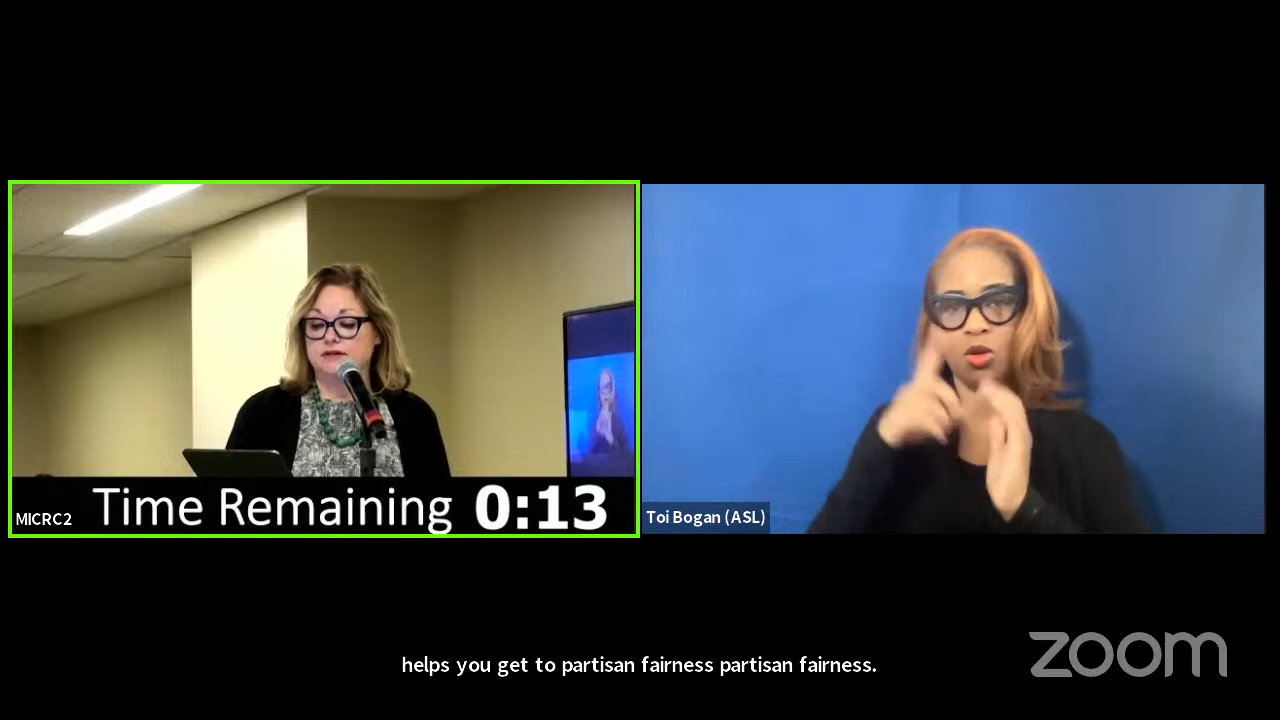 MICRC2
Time Remaining 0:13
Toi Bogan (ASL)
helps you get to partisan fairness partisan fairness.
zoom